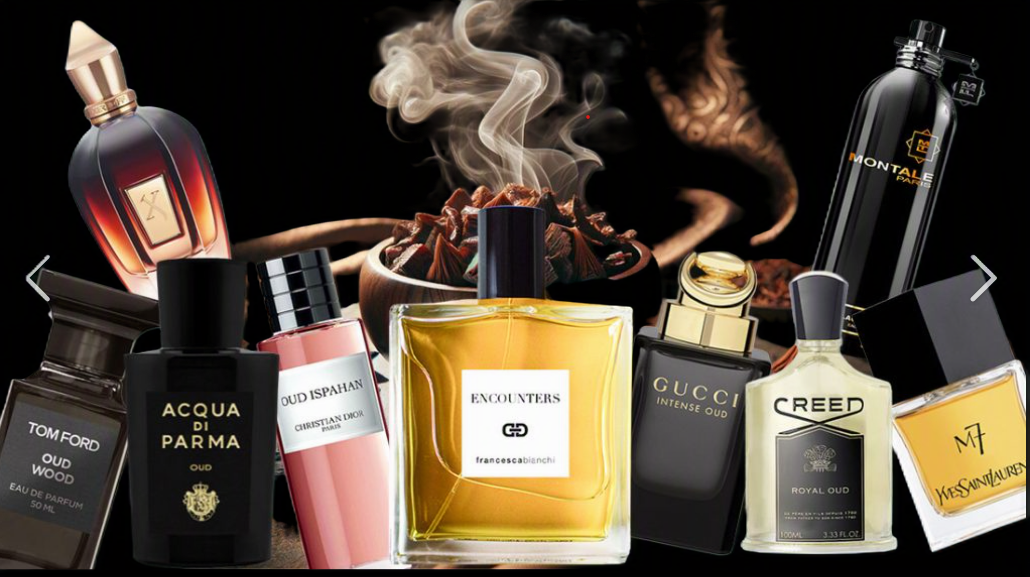 X
MONTALE
PARIS
TOM FORD
OUD
WOOD
EAU DE PARFUM
50 ML
ACQUA
DI
PARMA
OUD
OUD ISPAHAN
CHRISTIAN DIOR
PARIS
ENCOUNTERS
francescabianchi
GUCCI
INTENSE OUD
CREED
ROYAL OUD
100ML 3.33 FL.OZ.
M7
YVESSAINTLAUREN